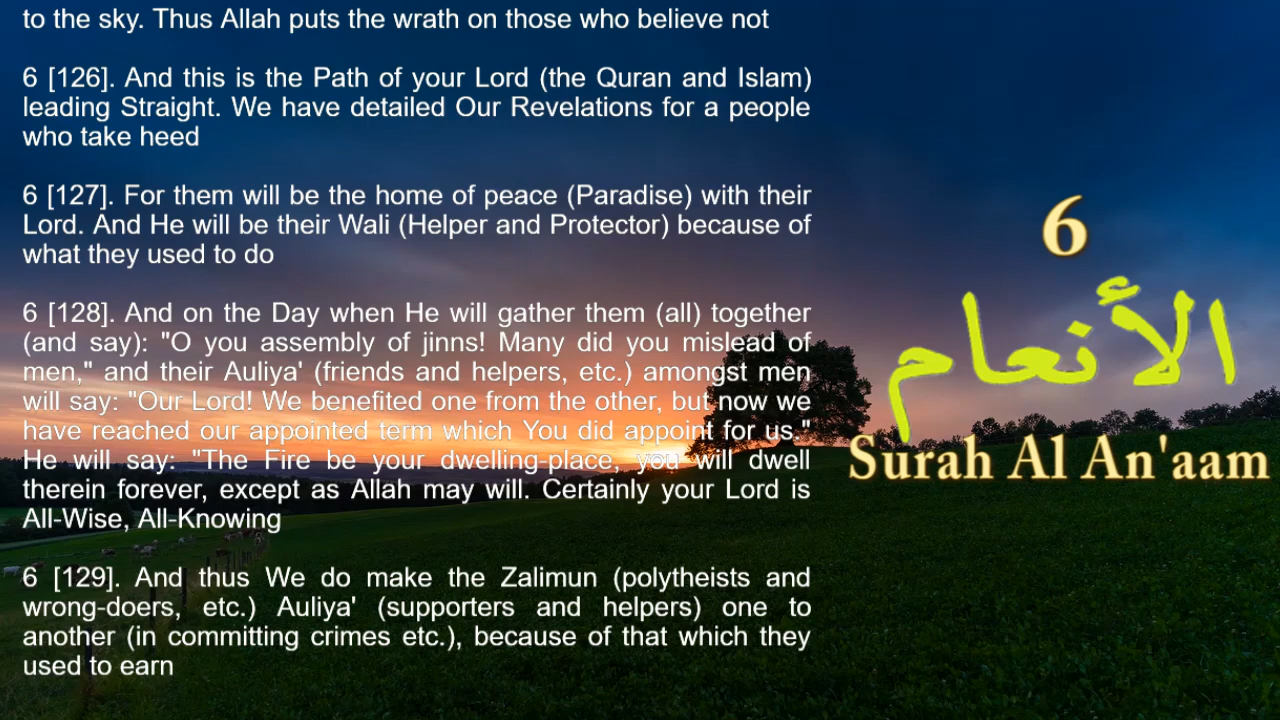 to the sky. Thus Allah puts the wrath on those who believe not
6 [126]. And this is the Path of your Lord (the Quran and Islam)
leading Straight. We have detailed Our Revelations for a people
who take heed
6 [127]. For them will be the home of peace (Paradise) with their
Lord. And He will be their Wali (Helper and Protector) because of
what they used to do
6 [128]. And on the Day when He will gather them (all) together
(and say): "O you assembly of jinns! Many did you mislead of
men," and their Auliya' (friends and helpers, etc.) amongst men
will say: "Our Lord! We benefited one from the other, but now we
have reached our appointed term which You did appoint for us."
He will say: "The Fire be your dwelling-place, you will dwell
therein forever, except as Allah may will. Certainly your Lord is
All-Wise, All-Knowing
6 [129]. And thus We do make the Zalimun (polytheists and
wrong-doers, etc.) Auliya' (supporters and helpers) one to
another (in committing crimes etc.), because of that which they
used to earn
6
الأنعام
Surah Al An'aam